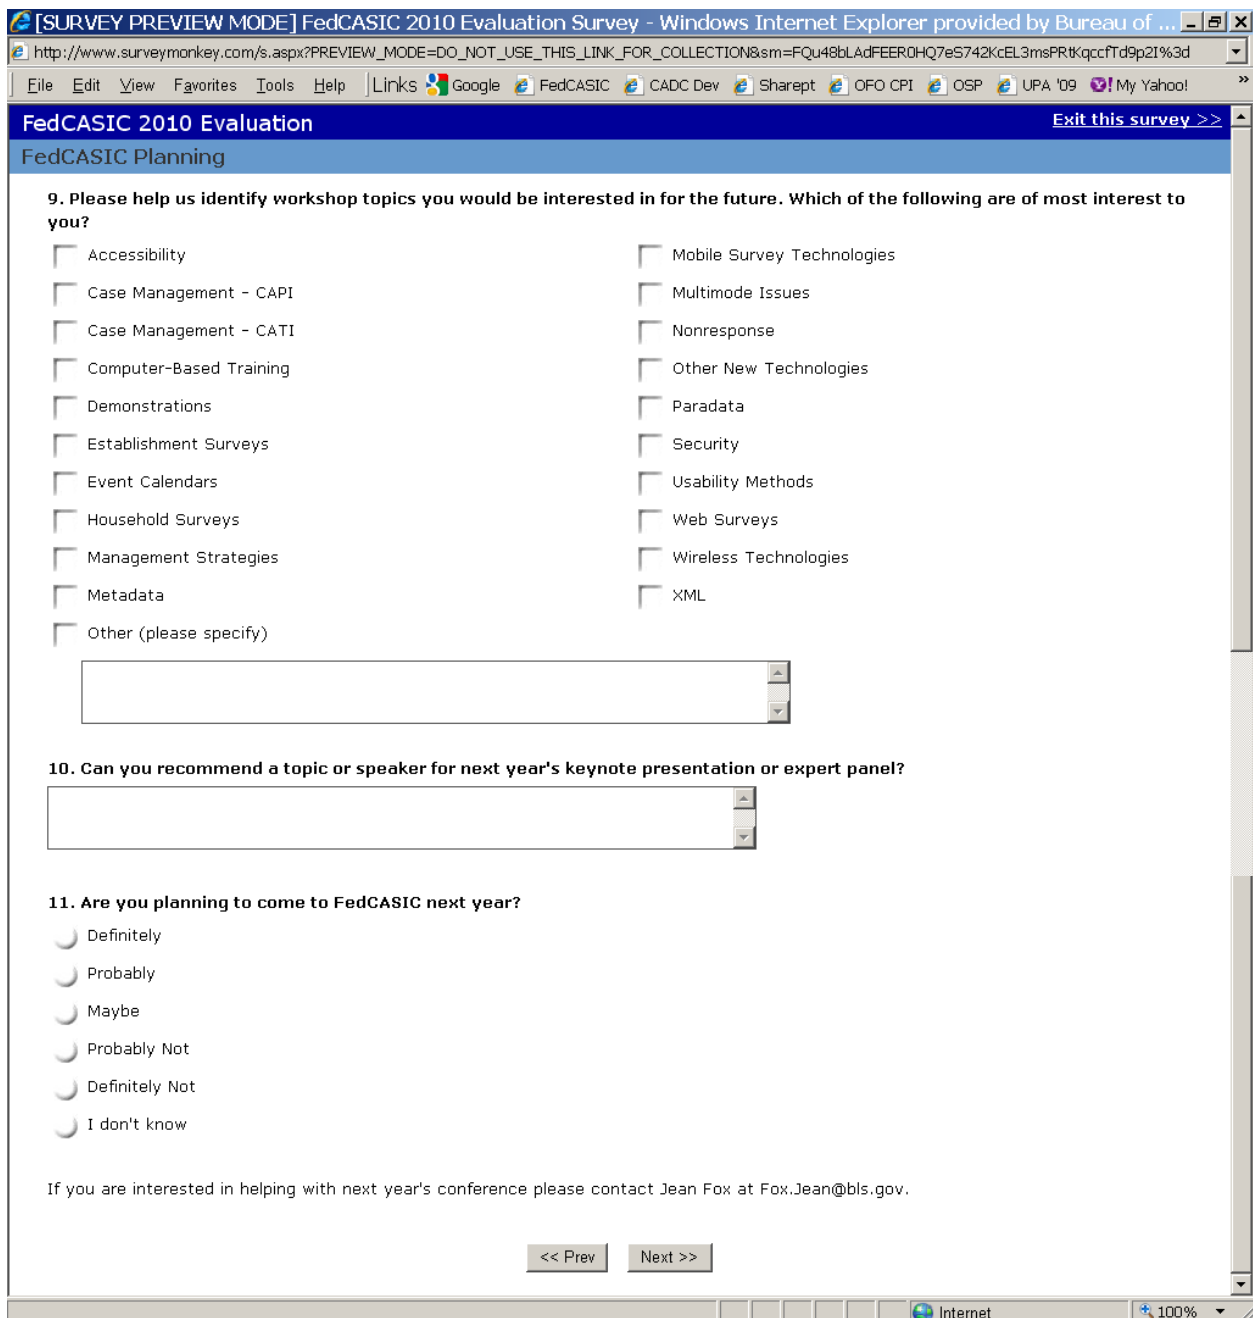 [SURVEY PREVIEW MODE] FedCASIC 2010 Evaluation Survey - Windows Internet Explorer provided by Bureau of ...
http://www.surveymonkey.com/s.aspx?PREVIEW_MODE=DO_NOT_USE_THIS_LINK_FOR_COLLECTION&sm=FQu48bLAdFEER0HQ7eS742KcEL3msPRtKqccfTd9p2I%3d
File Edit View Favorites Tools Help Links Google FedCASIC CADC Dev Sharept OFO CPI OSP UPA '09 My Yahoo! »
FedCASIC 2010 Evaluation
Exit this survey >>
FedCASIC Planning
9. Please help us identify workshop topics you would be interested in for the future. Which of the following are of most interest to
you?
Accessibility
Case Management - CAPI
Case Management - CATI
Computer-Based Training
Demonstrations
Establishment Surveys
Event Calendars
Household Surveys
Management Strategies
Metadata
Other (please specify)
Mobile Survey Technologies
Multimode Issues
Nonresponse
Other New Technologies
Paradata
Security
Usability Methods
Web Surveys
Wireless Technologies
XML
10. Can you recommend a topic or speaker for next year's keynote presentation or expert panel?
11. Are you planning to come to FedCASIC next year?
Definitely
Probably
Maybe
Probably Not
Definitely Not
I don't know
If you are interested in helping with next year's conference please contact Jean Fox at Fox.Jean@bls.gov.
<< Prev
Next >>
Internet
100%